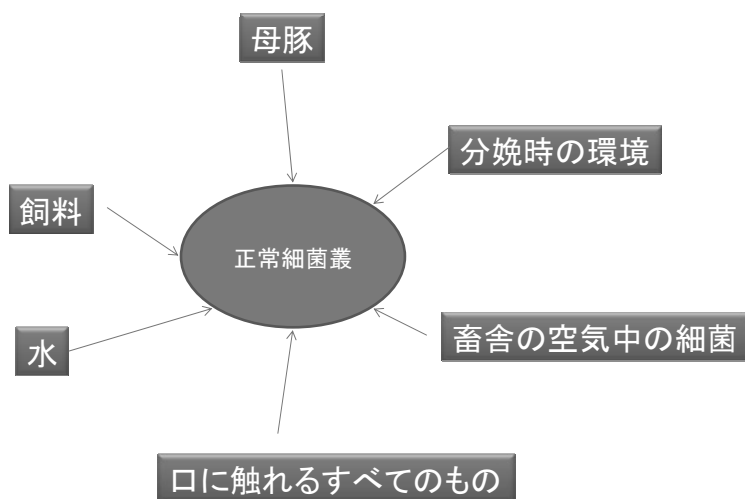 母豚
分娩時の環境
飼料
正常細菌叢
畜舎の空気中の細菌
水
口に触れるすべてのもの